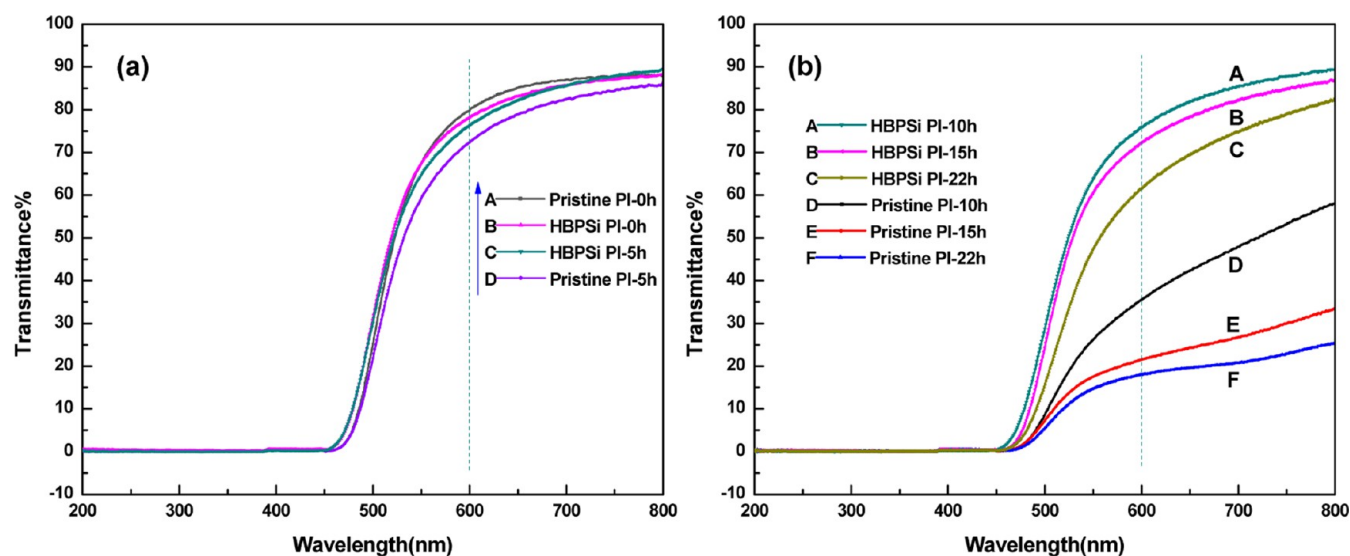 (a)
Transmittance%
100
90
80
70
60
50
40
30
20
10
0
-10
A Pristine PI-0h
B HBPSi PI-0h
C HBPSi PI-5h
D Pristine PI-5h
200 300 400 500 600 700 800
Wavelength(nm)
(b)
Transmittance%
100
90
80
70
60
50
40
30
20
10
0
-10
A HBPSi PI-10h
B HBPSi PI-15h
C HBPSi PI-22h
D Pristine PI-10h
E Pristine PI-15h
F Pristine PI-22h
A
B
C
D
E
F
200 300 400 500 600 700 800
Wavelength(nm)